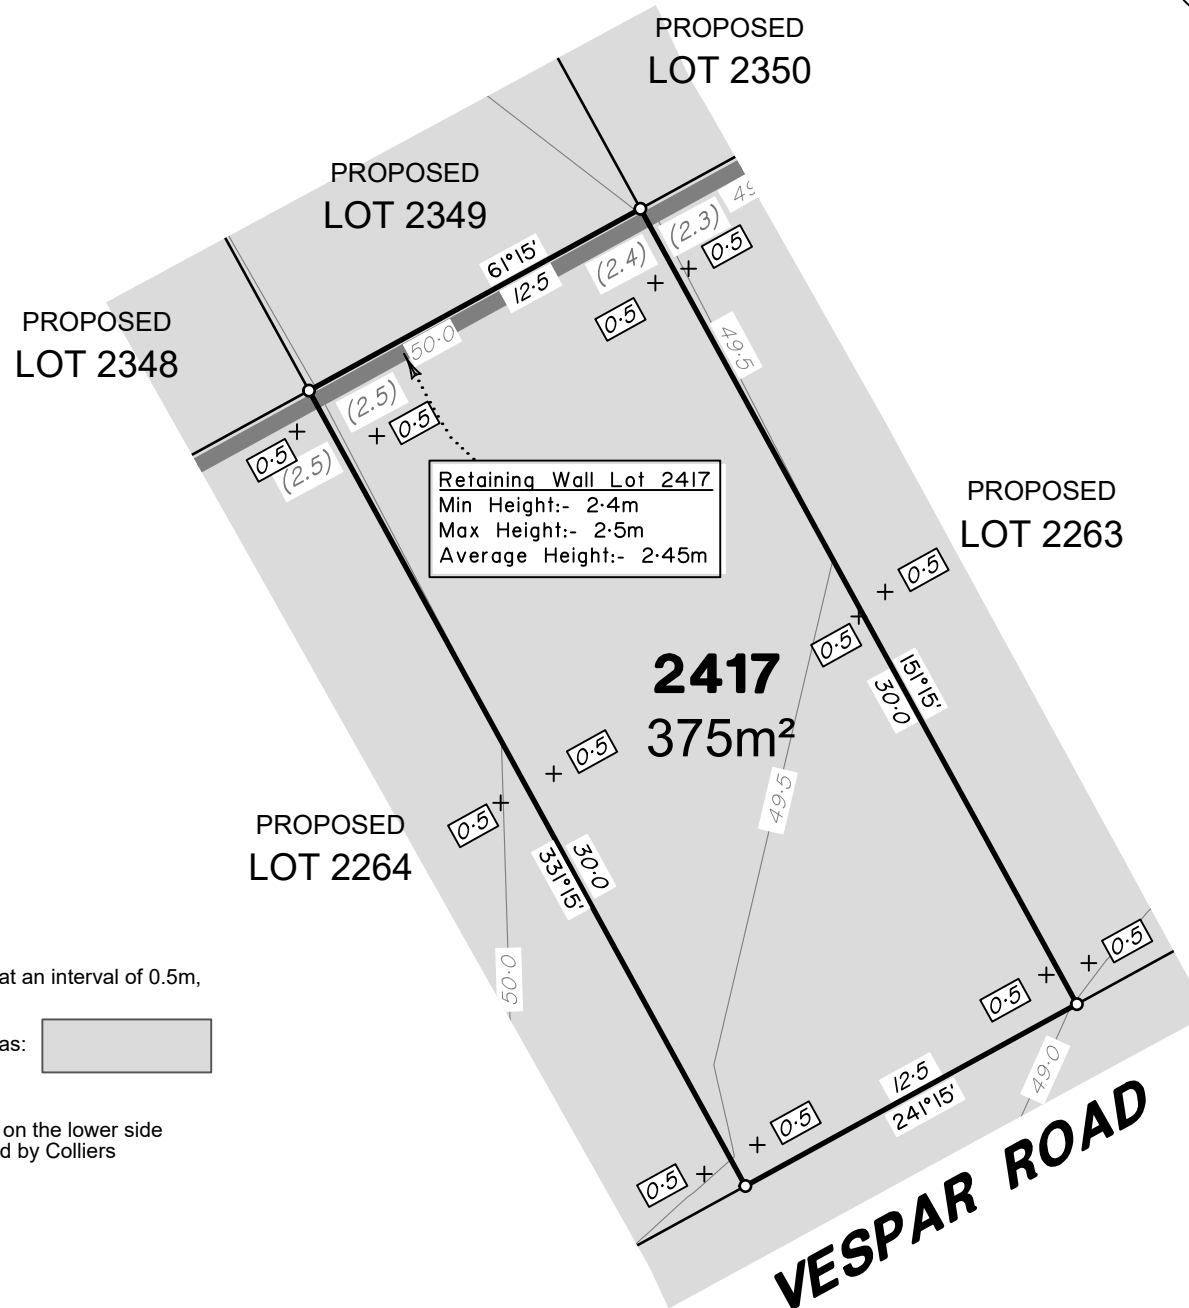 PROPOSED
LOT 2350
PROPOSED
LOT 2349
PROPOSED
LOT 2348
61°15'
12·5
(2.3)
(2.4)
0·5
0·5
50·0
49·5
(2.5)
0·5
0·5
(2.5)
Retaining Wall Lot 2417
Min Height:- 2·4m
Max Height:- 2·5m
Average Height:- 2·45m
PROPOSED
LOT 2263
0·5
0·5
2417
375m²
151°15'
30·0
0·5
0·5
49·5
PROPOSED
LOT 2264
30·0
331°15'
50·0
at an interval of 0.5m,
as:
on the lower side
d by Colliers
0·5
0·5
12·5
241°15'
49·0
0·5
0·5
VESPAR ROAD